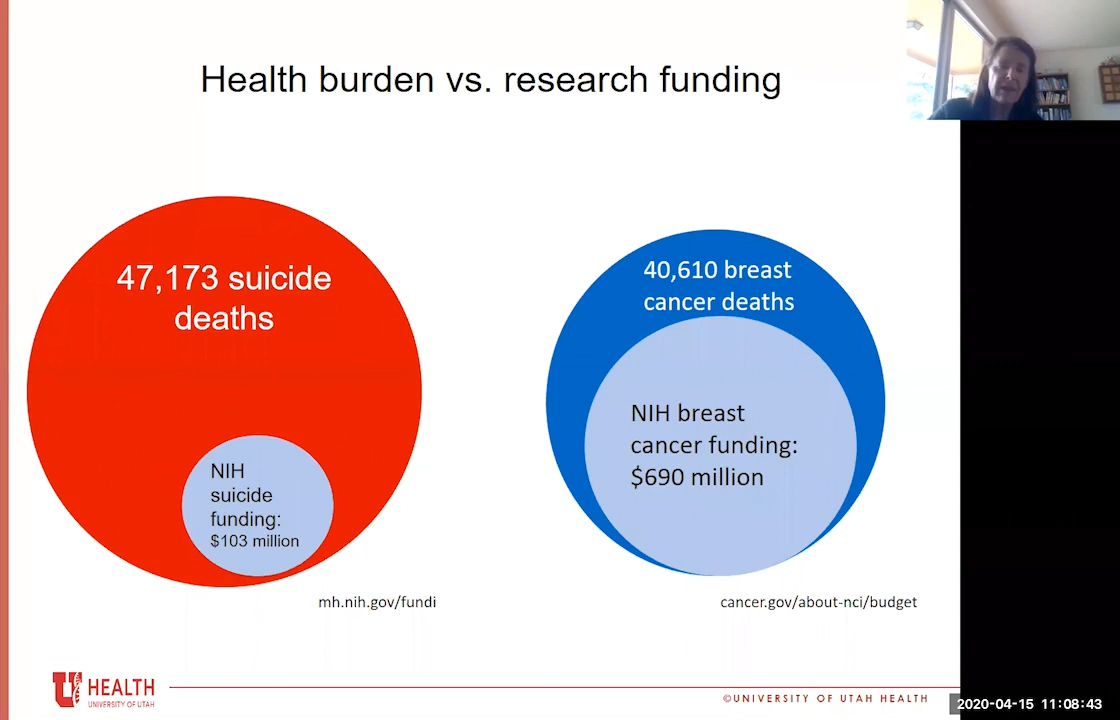 Health burden vs. research funding
47,173 suicide
deaths
NIH
suicide
funding:
$103 million
40,610 breast
cancer deaths
NIH breast
cancer funding:
$690 million
mh.nih.gov/fundi
cancer.gov/about-nci/budget
U HEALTH
UNIVERSITY OF UTAH
©UNIVERSITY OF UTAH HEALTH
2020-04-15 11:08:43